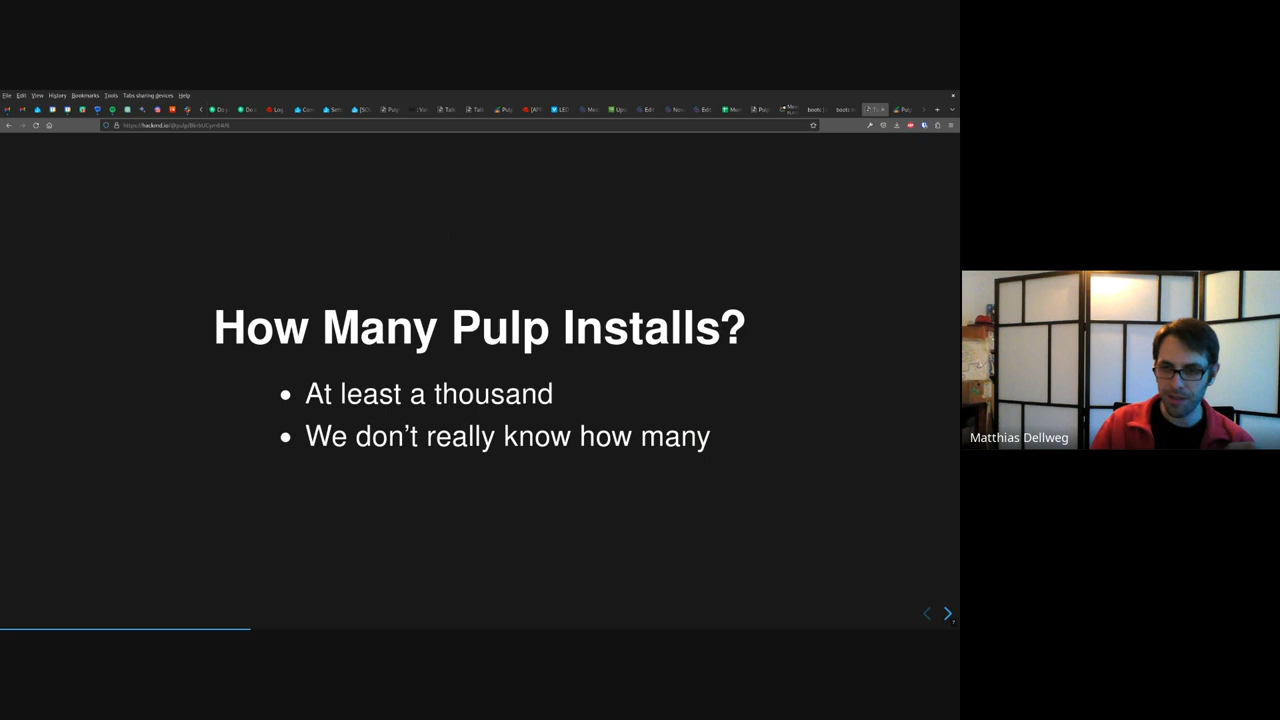 File Edit View History Bookmarks Tools Tabs sharing devices Help
How Many Pulp Installs?
• At least a thousand
• We don’t really know how many
Matthias Dellweg
7